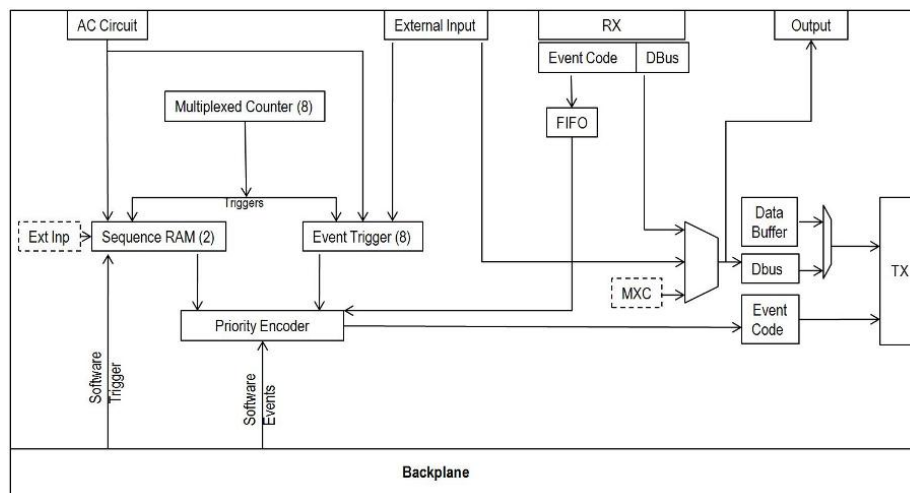 AC Circuit
External Input
RX
Output
Event Code
DBus
Multiplexed Counter (8)
FIFO
Triggers
Ext Inp
Sequence RAM (2)
Event Trigger (8)
Data
Buffer
Dbus
TX
MXC
Priority Encoder
Event
Code
Software
Trigger
Software
Events
Backplane